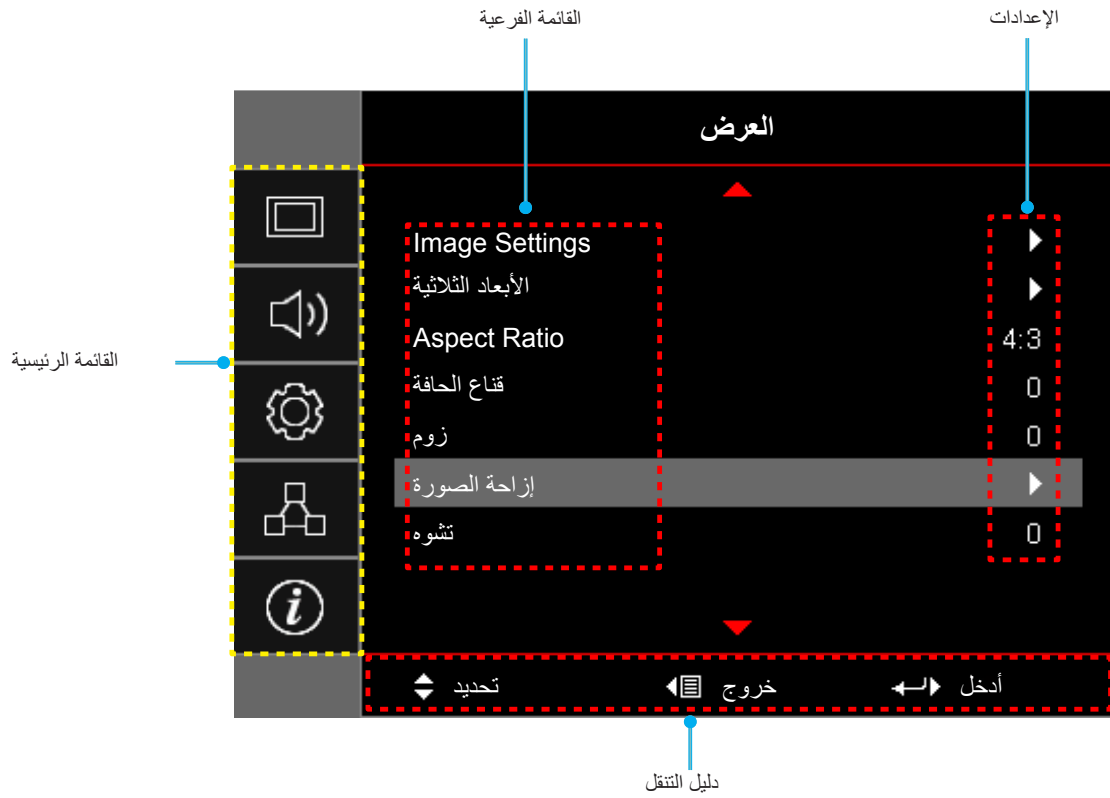 القائمة الفرعية
الإعدادات
العرض
Image Settings
الأبعاد الثلاثية
Aspect Ratio 4:3
قناع الحافة 0
زوم 0
إزاحة الصورة
تشوه 0
القائمة الرئيسية
تحديد خروج أدخل
دليل التنقل